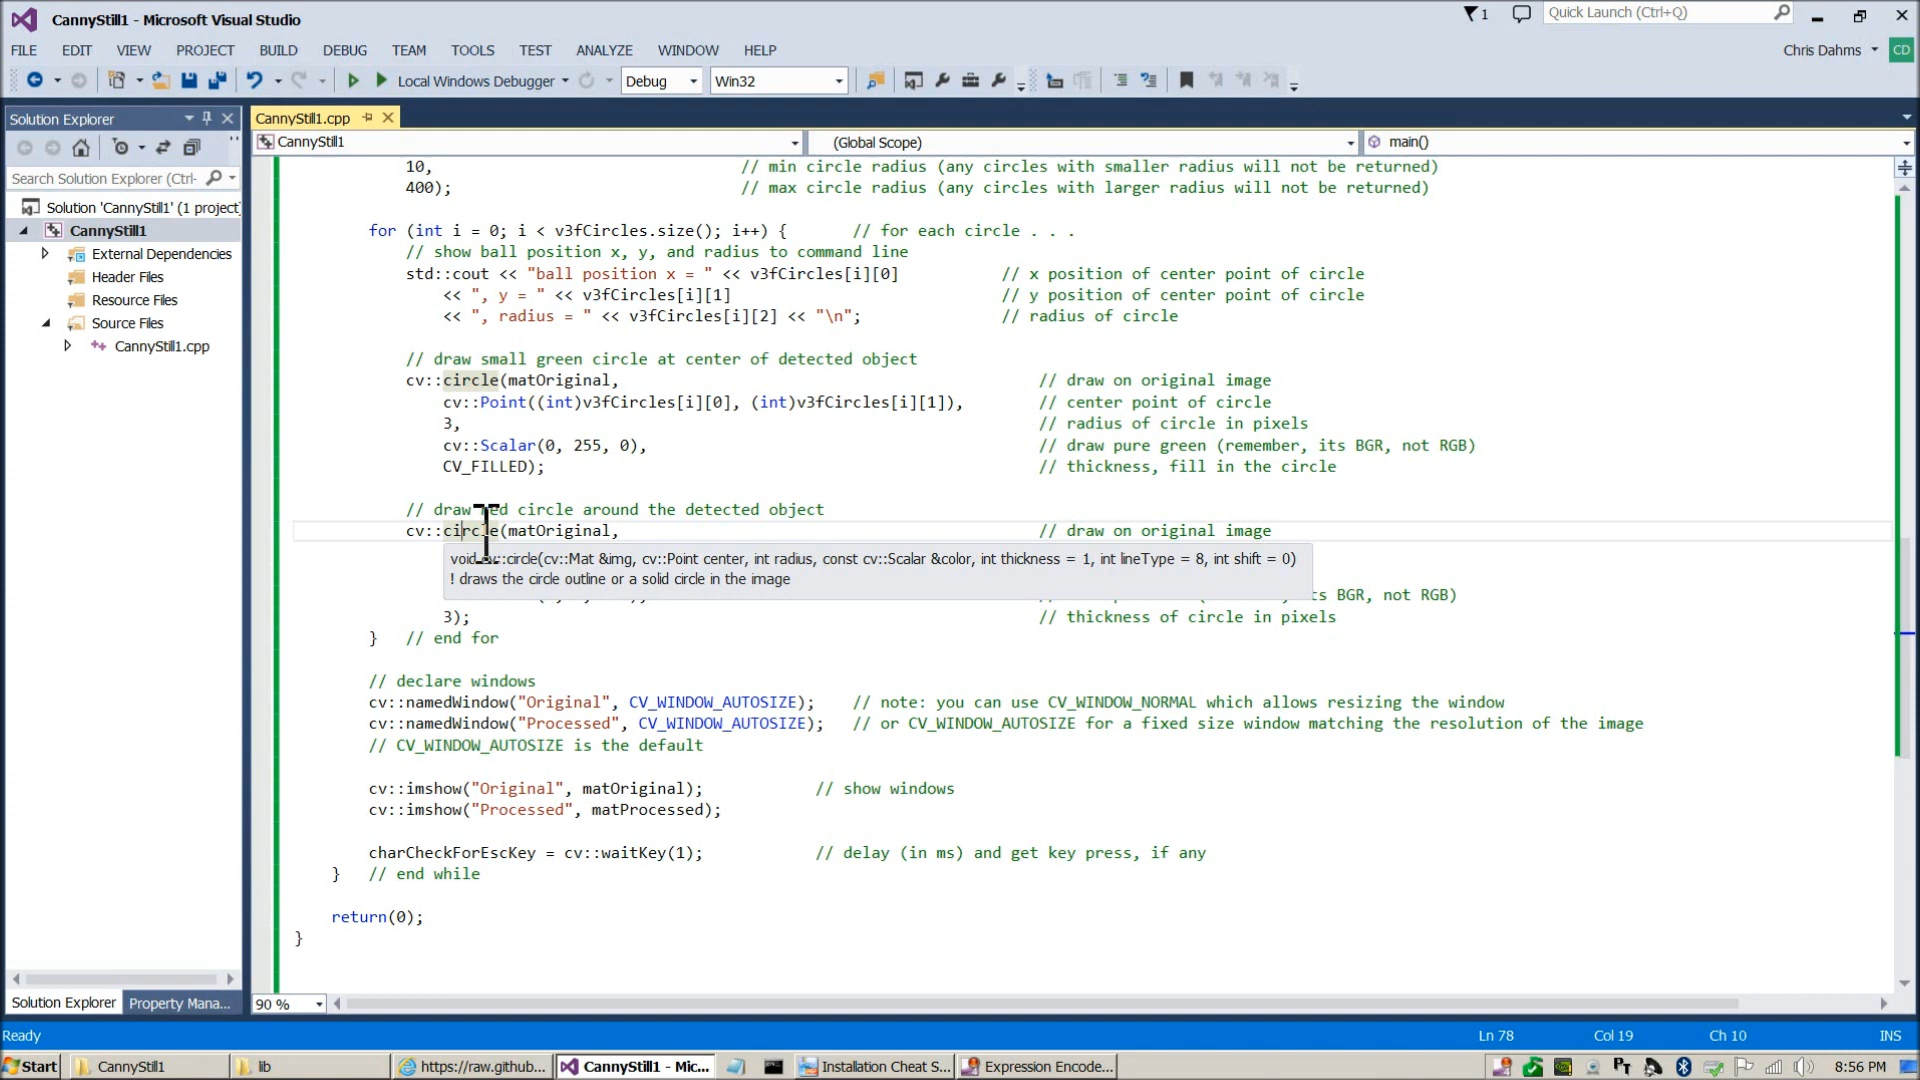 CannyStill1 - Microsoft Visual Studio
1
Quick Launch (Ctrl+Q)
FILE EDIT VIEW PROJECT BUILD DEBUG TEAM TOOLS TEST ANALYZE WINDOW HELP
Chris Dahms CD
Local Windows Debugger Debug Win32
Solution Explorer
CannyStill1.cpp
CannyStill1 (Global Scope) main()
Search Solution Explorer (Ctrl-
Solution 'CannyStill1' (1 project)
CannyStill1
External Dependencies
Header Files
Resource Files
Source Files
CannyStill1.cpp
10, // min circle radius (any circles with smaller radius will not be returned)
400); // max circle radius (any circles with larger radius will not be returned)
for (int i = 0; i < v3fCircles.size(); i++) { // for each circle . . .
// show ball position x, y, and radius to command line
std::cout << "ball position x = " << v3fCircles[i][0] // x position of center point of circle
<< ", y = " << v3fCircles[i][1] // y position of center point of circle
<< ", radius = " << v3fCircles[i][2] << "\n"; // radius of circle
// draw small green circle at center of detected object
cv::circle(matOriginal, // draw on original image
cv::Point((int)v3fCircles[i][0], (int)v3fCircles[i][1]), // center point of circle
3, // radius of circle in pixels
cv::Scalar(0, 255, 0), // draw pure green (remember, its BGR, not RGB)
CV_FILLED); // thickness, fill in the circle
// draw red circle around the detected object
cv::circle(matOriginal, // draw on original image
void cv::circle(cv::Mat &img, cv::Point center, int radius, const cv::Scalar &color, int thickness = 1, int lineType = 8, int shift = 0)
! draws the circle outline or a solid circle in the image
BGR, not RGB)
3); // thickness of circle in pixels
} // end for
// declare windows
cv::namedWindow("Original", CV_WINDOW_AUTOSIZE); // note: you can use CV_WINDOW_NORMAL which allows resizing the window
cv::namedWindow("Processed", CV_WINDOW_AUTOSIZE); // or CV_WINDOW_AUTOSIZE for a fixed size window matching the resolution of the image
// CV_WINDOW_AUTOSIZE is the default
cv::imshow("Original", matOriginal); // show windows
cv::imshow("Processed", matProcessed);
charCheckForEscKey = cv::waitKey(1); // delay (in ms) and get key press, if any
} // end while
return(0);
}
Solution Explorer Property Mana...
90 %
Ready Ln 78 Col 19 Ch 10 INS
Start CannyStill1 lib https://raw.github... CannyStill1 - Mic... Installation Cheat S... Expression Encode... 8:56 PM